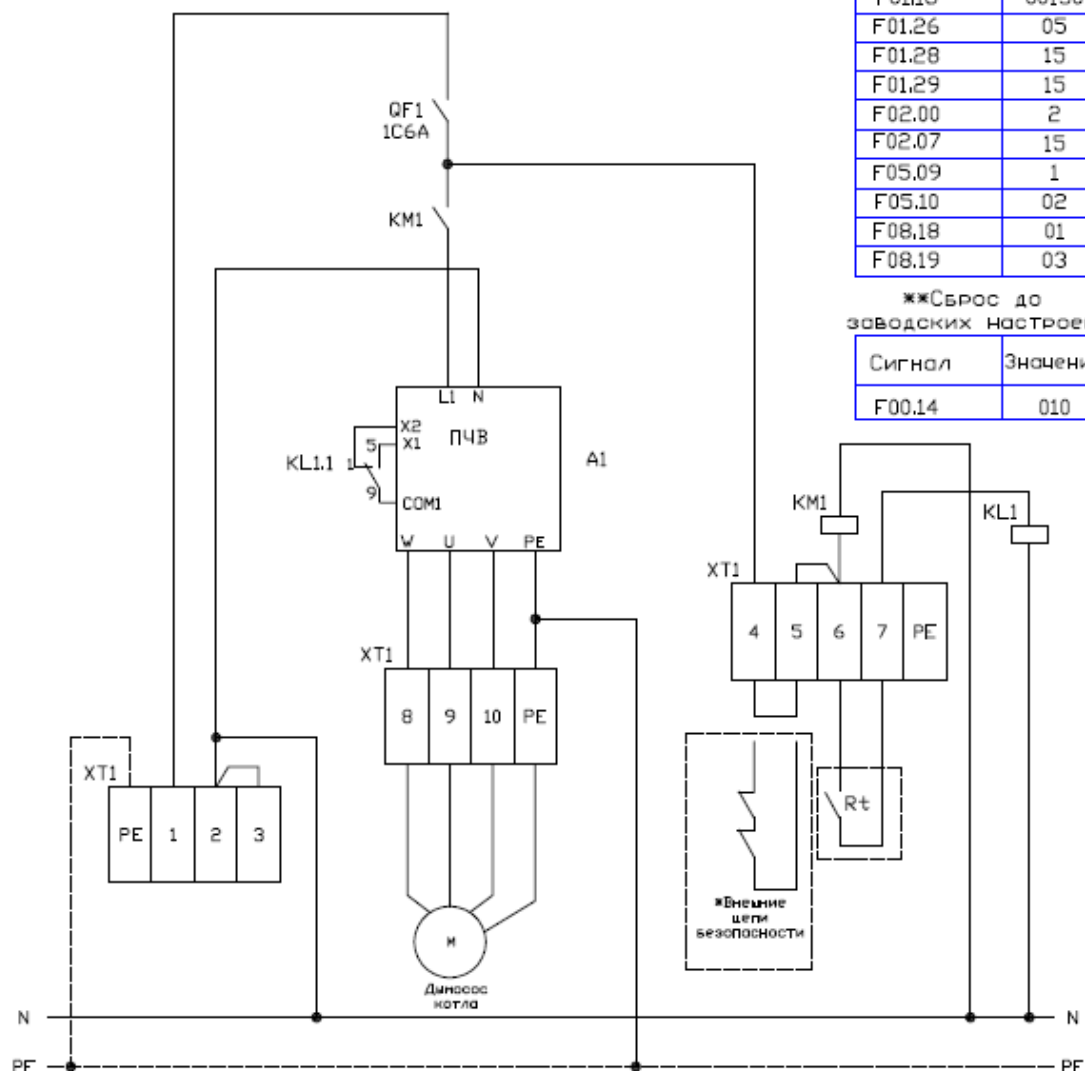 F01.26 05
F01.28 15
F01.29 15
F02.00 2
F02.07 15
F05.09 1
F05.10 02
F08.18 01
F08.19 03
**Сброс до
заводских настроек
Сигнал Значени
F00.14 010
QF1
1C6A
KM1
L1 N
X2
5 X1
ПЧВ
A1
KL1.1 1
9 COM1
W U V PE
KM1
KL1
XT1
4 5 6 7 PE
XT1
8 9 10 PE
XT1
PE 1 2 3
Rt
*Внешние
цепи
безопасности
М
Дымосос
котла
N N
PE PE